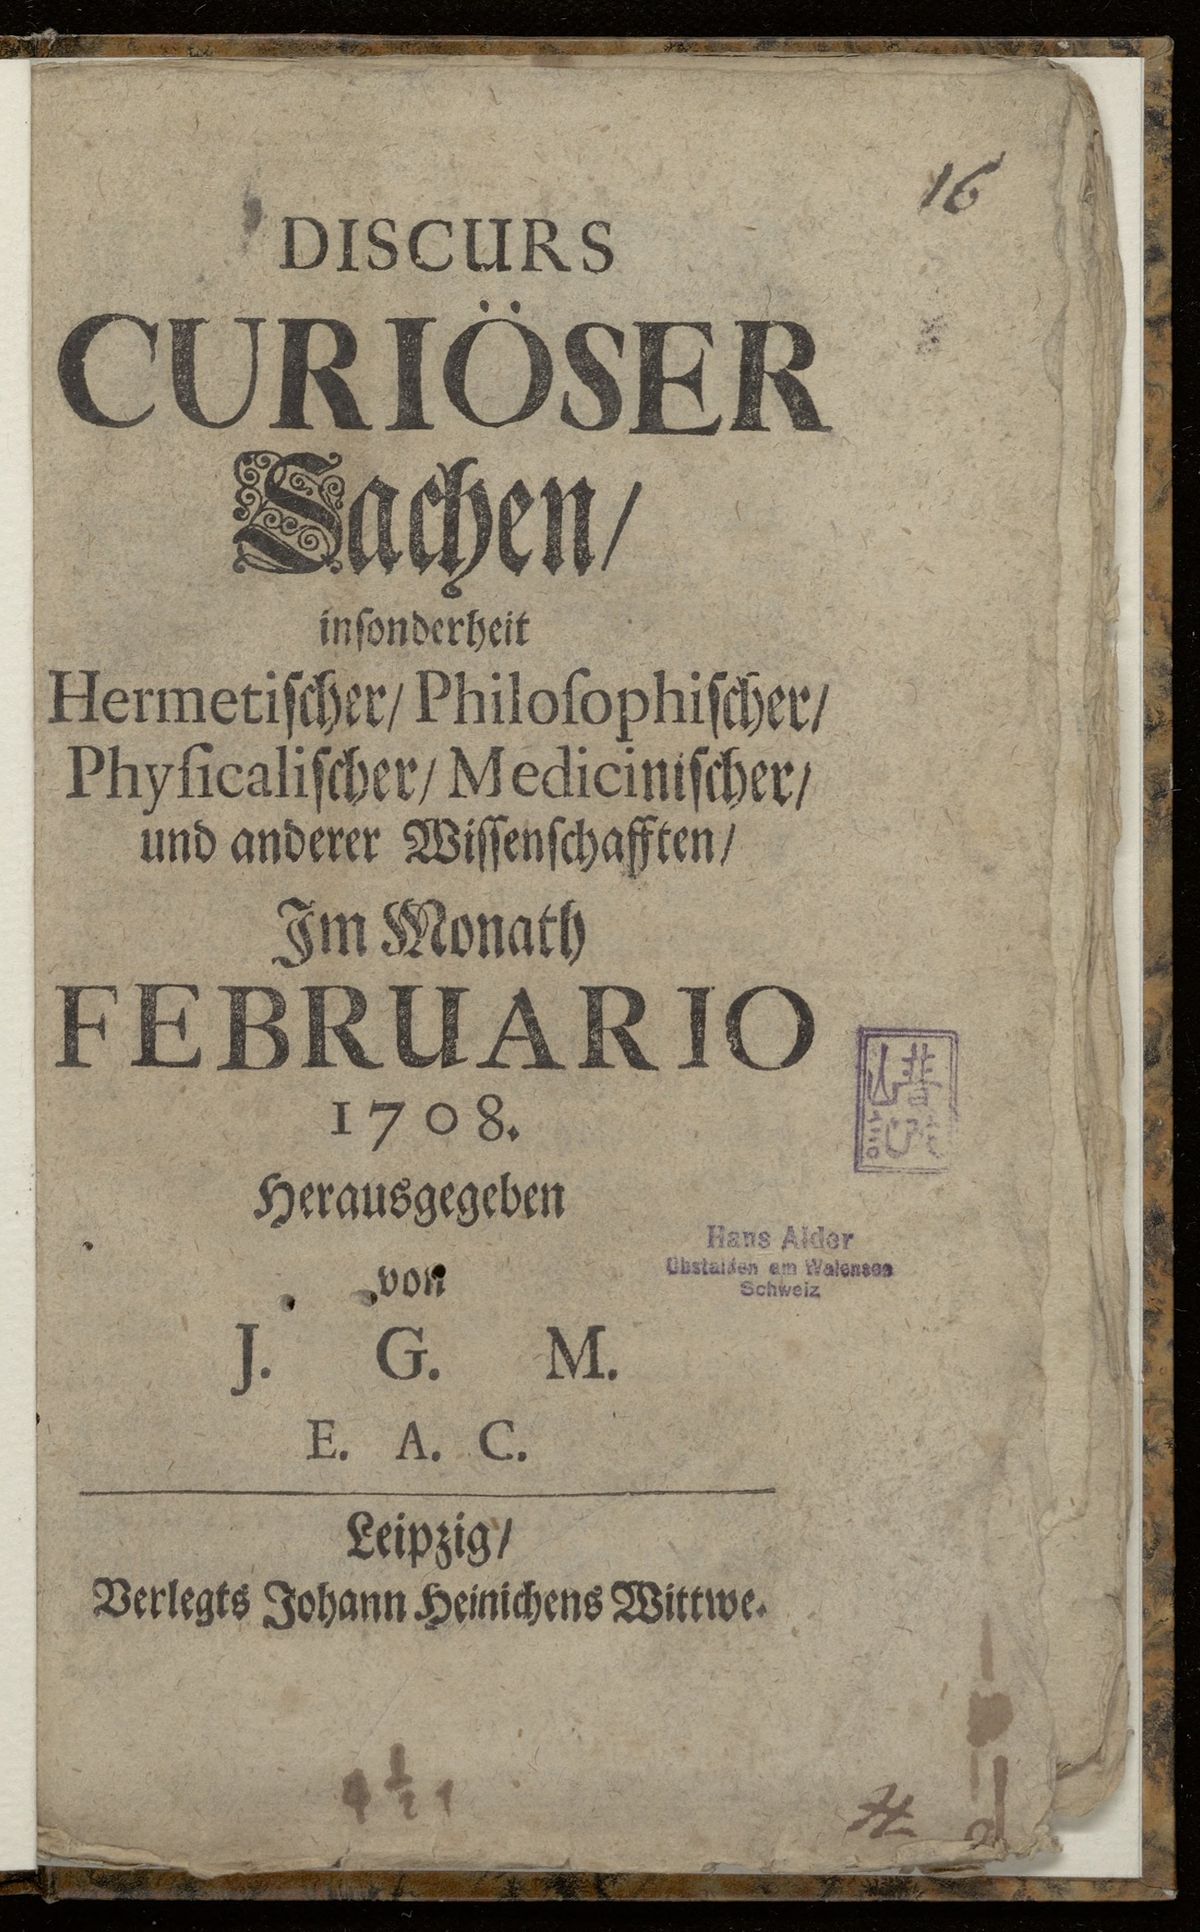 16
DISCURS
CURIÖSER
Sachen/
inſonderheit
Hermetiſcher/ Philoſophiſcher/
Phyſicaliſcher/ Mediciniſcher/
und anderer Wiſſenſchafften/
Im Monath
FEBRUARIO
1708.
Herausgegeben
von
J. G. M.
E. A. C.
Hans Alder
Obstalden am Walensee
Schweiz
Leipzig/
Verlegts Johann Heinichens Wittwe.